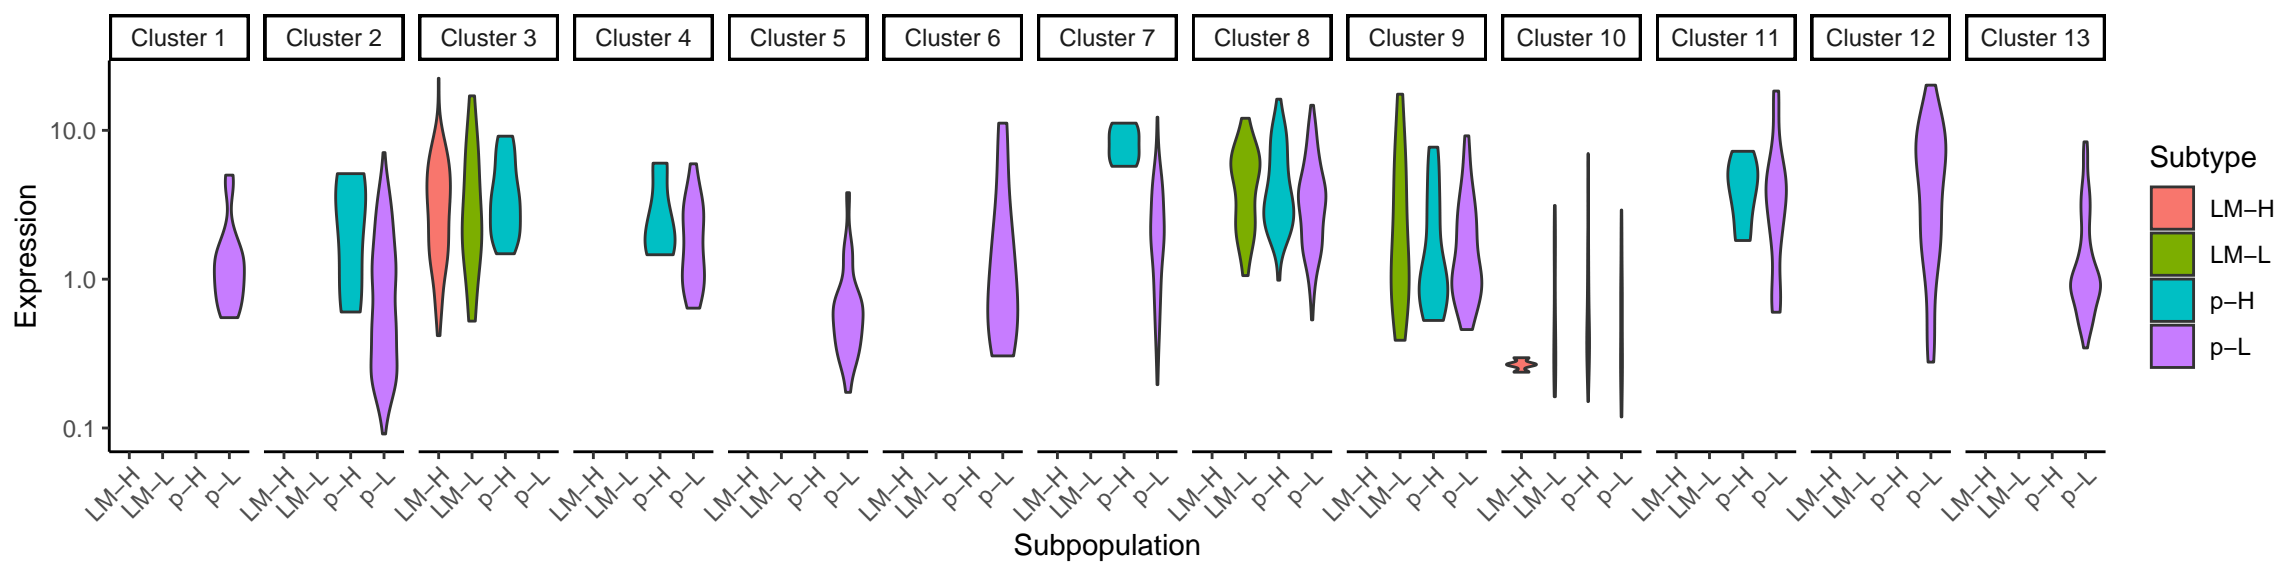 Cluster 1 Cluster 2 Cluster 3 Cluster 4 Cluster 5 Cluster 6 Cluster 7 Cluster 8 Cluster 9 Cluster 10 Cluster 11 Cluster 12 Cluster 13
Expression
10.0
1.0
0.1
LM−H LM−L p−H p−L LM−H LM−L p−H p−L LM−H LM−L p−H p−L LM−H LM−L p−H p−L LM−H LM−L p−H p−L LM−H LM−L p−H p−L LM−H LM−L p−H p−L LM−H LM−L p−H p−L LM−H LM−L p−H p−L LM−H LM−L p−H p−L LM−H LM−L p−H p−L LM−H LM−L p−H p−L LM−H LM−L p−H p−L
Subpopulation
Subtype
LM−H
LM−L
p−H
p−L